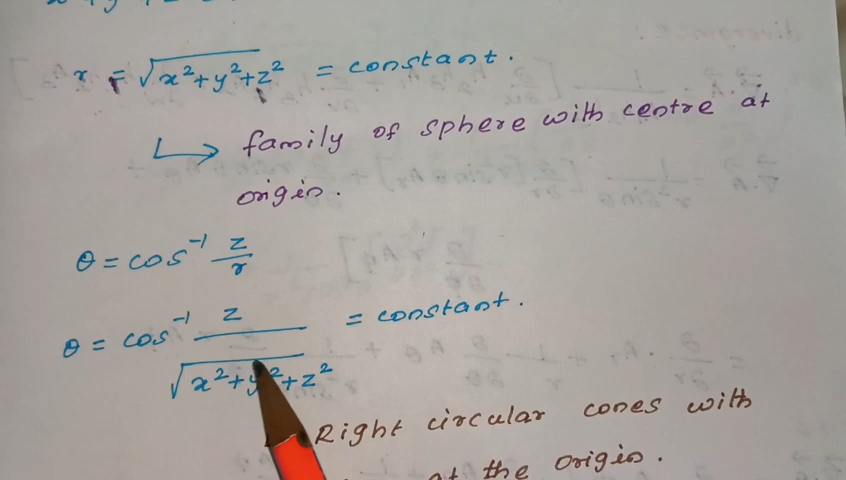 r = √x²+y²+z² = constant.
↳ family of sphere with centre at
origin.
θ = cos⁻¹ z/r
θ = cos⁻¹ z/√x²+y²+z² = constant.
Right circular cones with
at the origin.